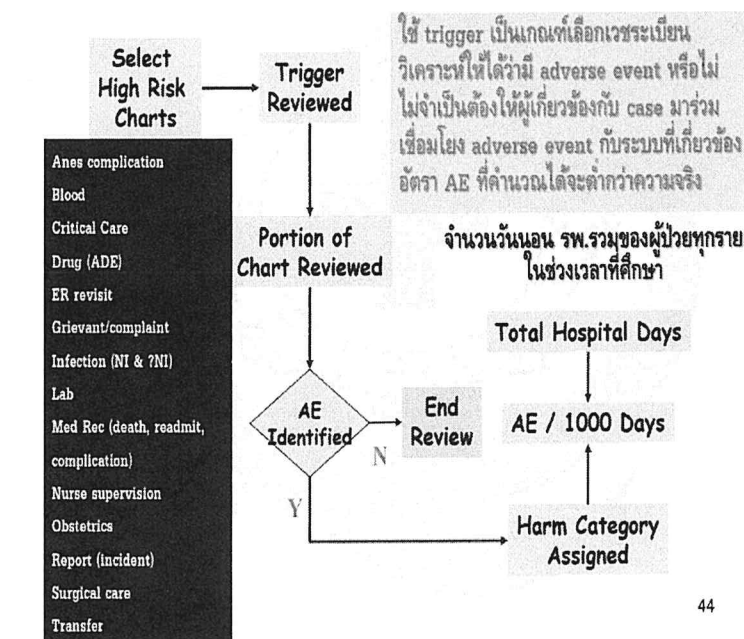 Select
High Risk
Charts
Trigger
Reviewed
ใช้ trigger เป็นเกณฑ์เลือกเวชระเบียน
วิเคราะห์ให้ได้ว่ามี adverse event หรือไม่
ไม่จำเป็นต้องให้ผู้เกี่ยวข้องกับ case มาร่วม
เชื่อมโยง adverse event กับระบบที่เกี่ยวข้อง
อัตรา AE ที่คำนวณได้จะต่ำกว่าความจริง
Anes complication
Blood
Critical Care
Drug (ADE)
ER revisit
Grievant/complaint
Infection (NI & ?NI)
Lab
Med Rec (death, readmit,
complication)
Nurse supervision
Obstetrics
Report (incident)
Surgical care
Transfer
Portion of
Chart Reviewed
จำนวนวันนอน รพ.รวมของผู้ป่วยทุกราย
ในช่วงเวลาที่ศึกษา
Total Hospital Days
AE
Identified
N
End
Review
AE / 1000 Days
Y
Harm Category
Assigned
44